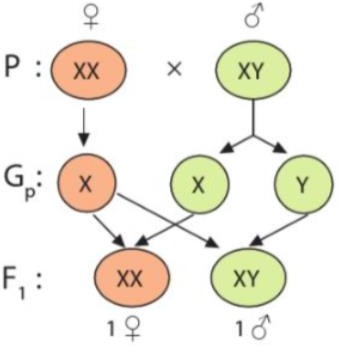 ♀ ♂
P : XX × XY
Gp: X X Y
F1 : XX XY
1♀ 1♂